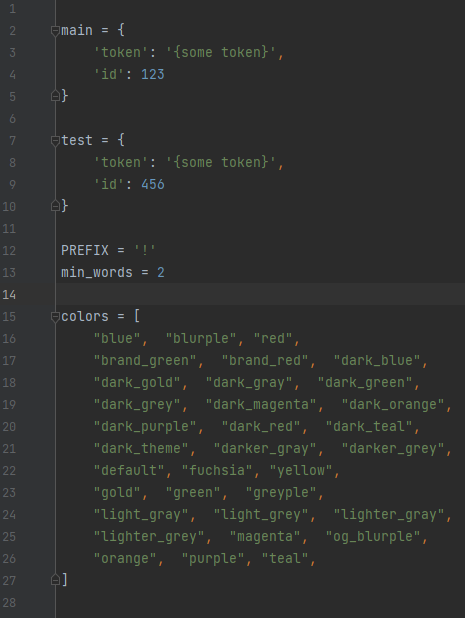 1
2 main = {
3     'token': '{some token}',
4     'id': 123
5 }
6
7 test = {
8     'token': '{some token}',
9     'id': 456
10 }
11
12 PREFIX = '!'
13 min_words = 2
14
15 colors = [
16     "blue",  "blurple", "red",
17     "brand_green",  "brand_red",  "dark_blue",
18     "dark_gold",  "dark_gray",  "dark_green",
19     "dark_grey",  "dark_magenta",  "dark_orange",
20     "dark_purple",  "dark_red",  "dark_teal",
21     "dark_theme",  "darker_gray",  "darker_grey",
22     "default", "fuchsia", "yellow",
23     "gold",  "green",  "greyple",
24     "light_gray",  "light_grey",  "lighter_gray",
25     "lighter_grey",  "magenta",  "og_blurple",
26     "orange",  "purple", "teal",
27 ]
28